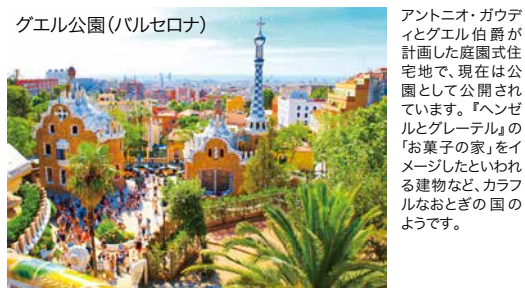 グエル公園(バルセロナ)
アントニオ・ガウデ
ィとグエル伯爵が
計画した庭園式住
宅地で、現在は公
園として公開され
ています。『ヘンゼ
ルとグレーテル』の
「お菓子の家」をイ
メージしたといわれ
る建物など、カラフ
ルなおとぎの国の
ようです。